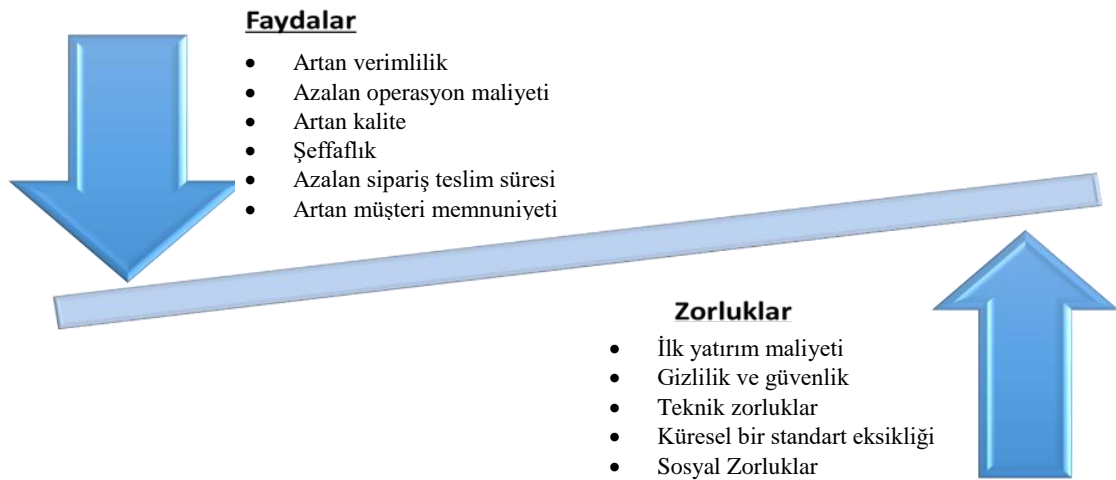 Faydalar
• Artan verimlilik
• Azalan operasyon maliyeti
• Artan kalite
• Şeffaflık
• Azalan sipariş teslim süresi
• Artan müşteri memnuniyeti
Zorluklar
• İlk yatırım maliyeti
• Gizlilik ve güvenlik
• Teknik zorluklar
• Küresel bir standart eksikliği
• Sosyal Zorluklar